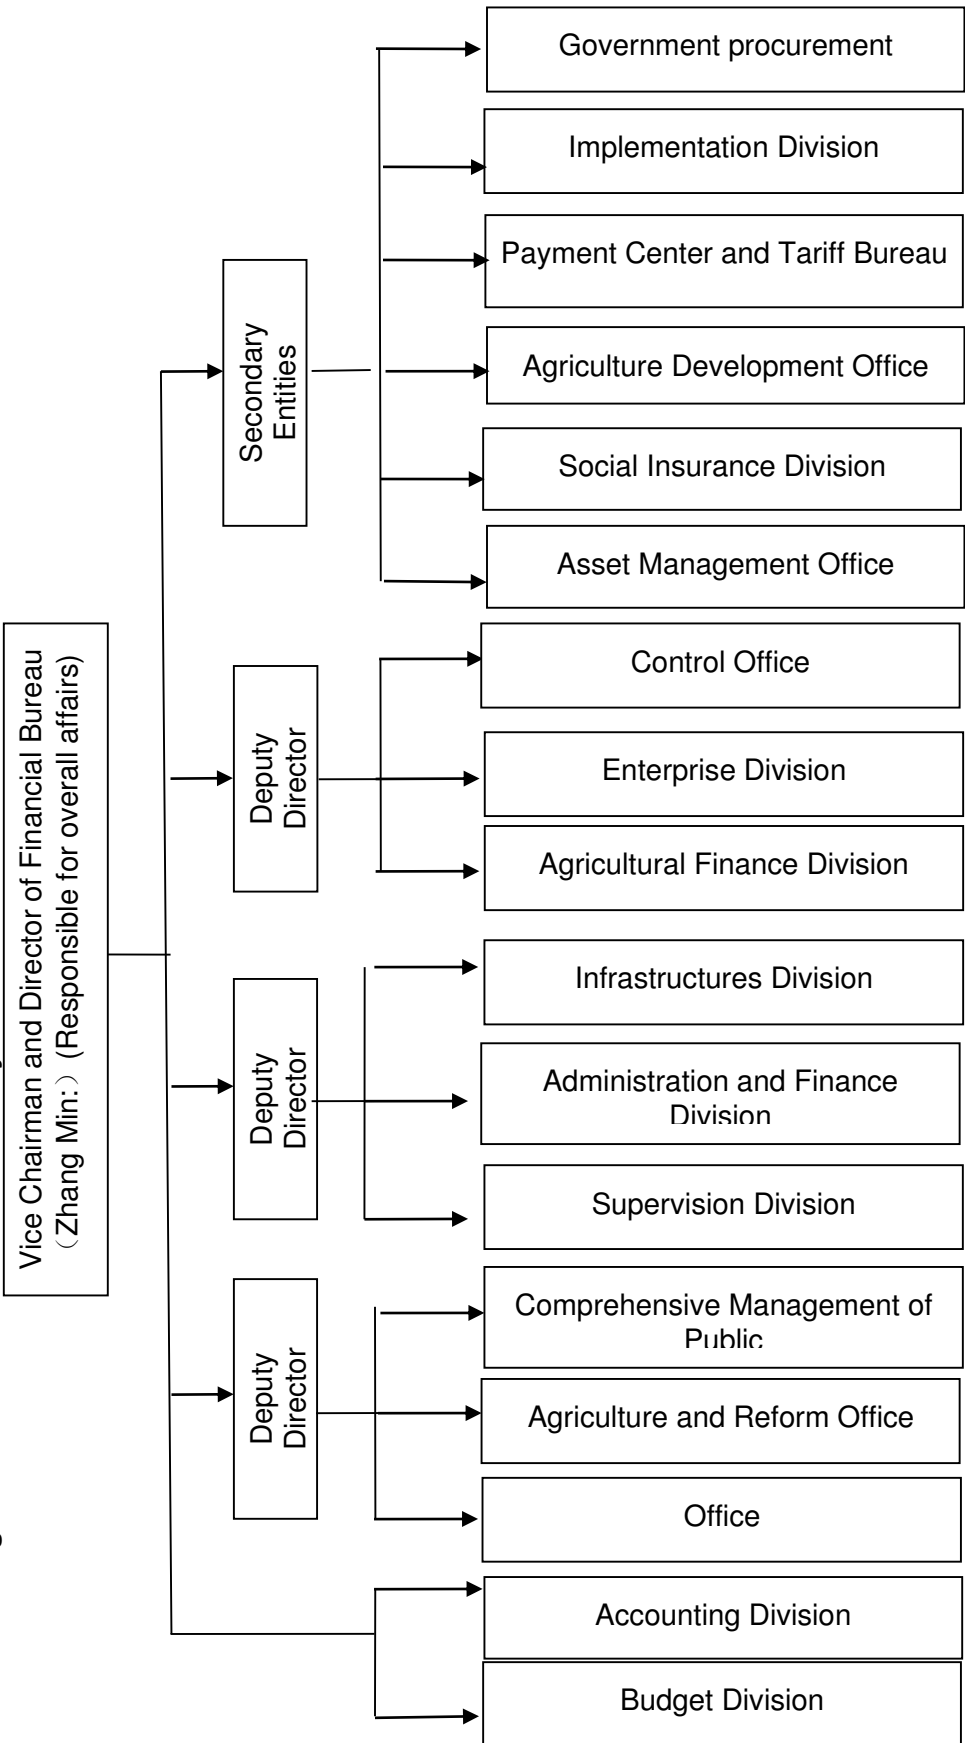 Government procurement
Implementation Division
Payment Center and Tariff Bureau
Secondary
Entities
Agriculture Development Office
Social Insurance Division
Asset Management Office
Vice Chairman and Director of Financial Bureau
（Zhang Min:）(Responsible for overall affairs)
Control Office
Deputy
Director
Enterprise Division
Agricultural Finance Division
Infrastructures Division
Deputy
Director
Administration and Finance
Division
Supervision Division
Comprehensive Management of
Public
Deputy
Director
Agriculture and Reform Office
Office
Accounting Division
Budget Division